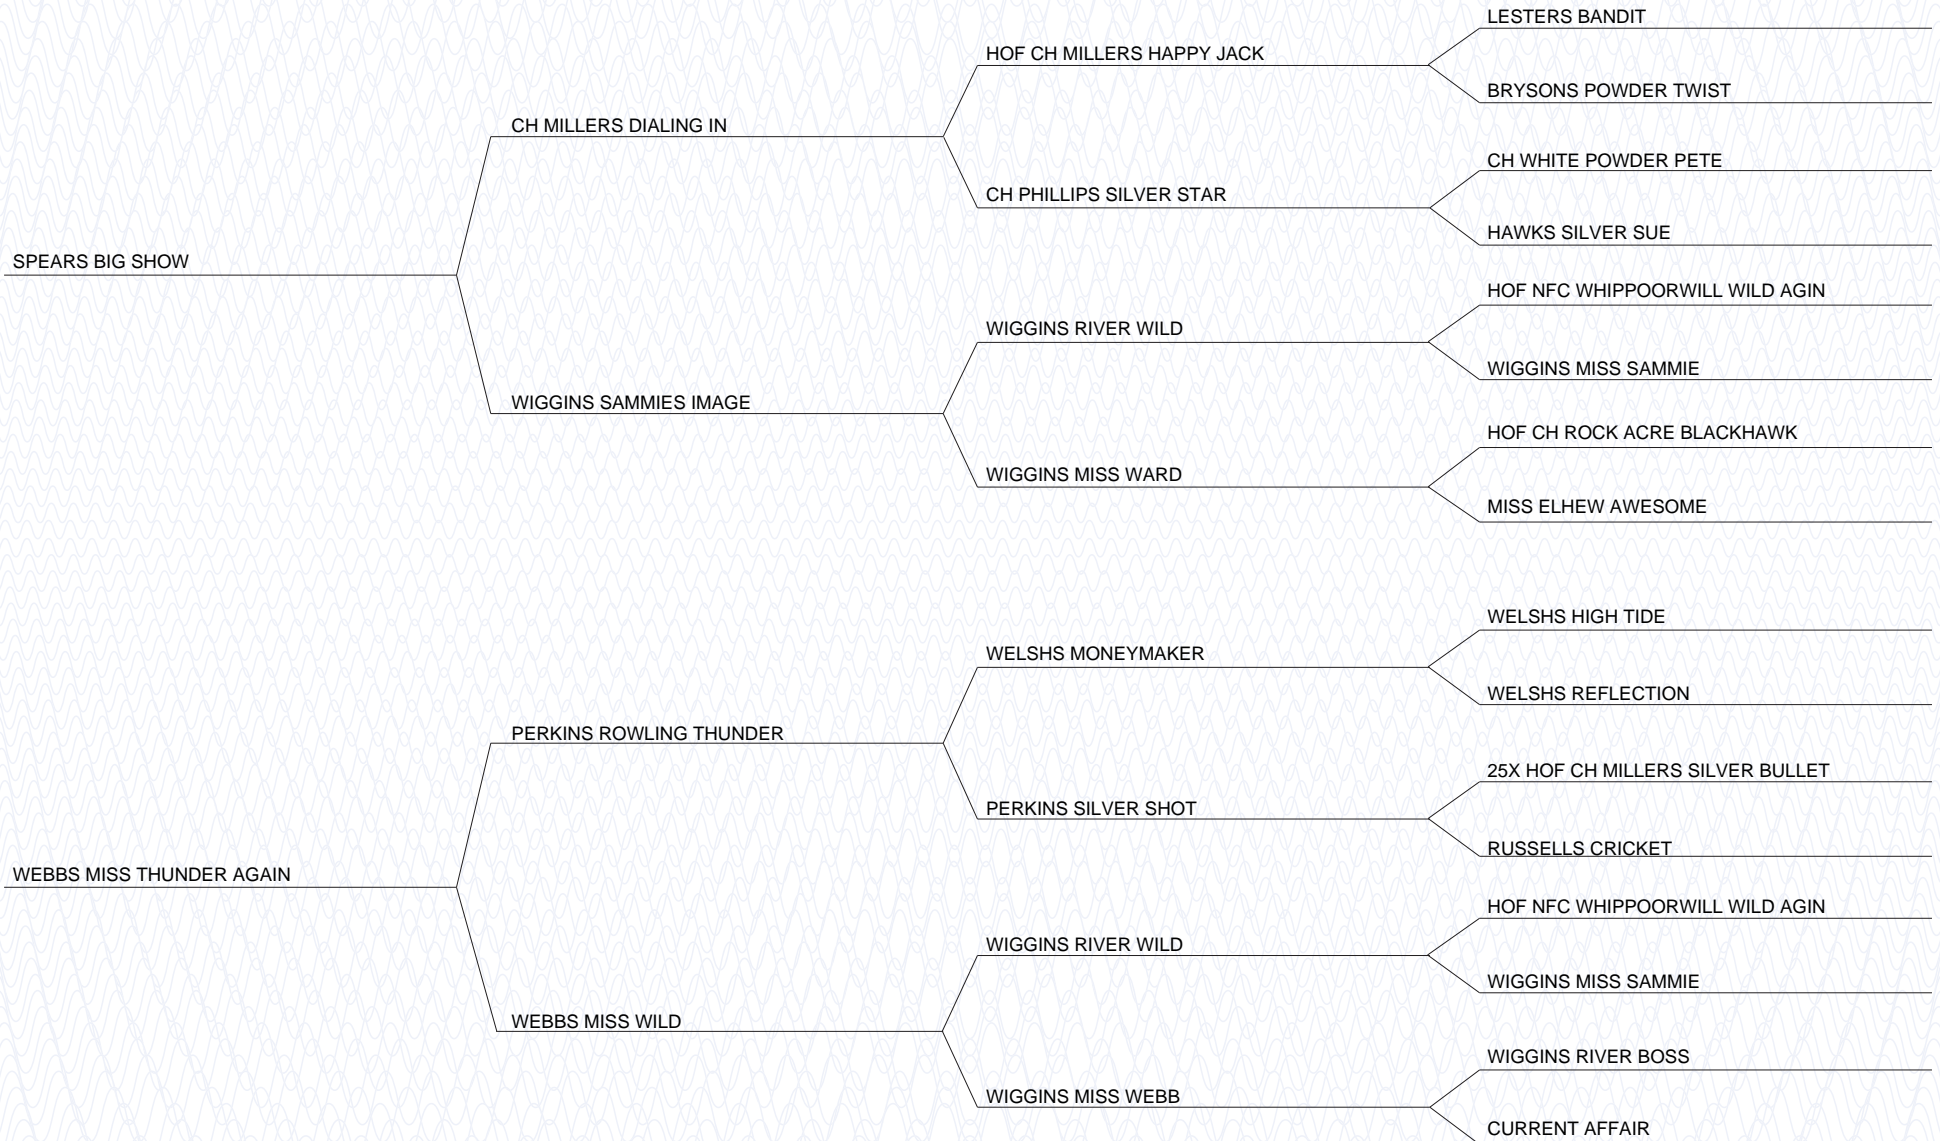 LESTERS BANDIT
HOF CH MILLERS HAPPY JACK
BRYSONS POWDER TWIST
CH MILLERS DIALING IN
CH WHITE POWDER PETE
CH PHILLIPS SILVER STAR
HAWKS SILVER SUE
SPEARS BIG SHOW
HOF NFC WHIPPOORWILL WILD AGIN
WIGGINS RIVER WILD
WIGGINS MISS SAMMIE
WIGGINS SAMMIES IMAGE
HOF CH ROCK ACRE BLACKHAWK
WIGGINS MISS WARD
MISS ELHEW AWESOME
WELSHS HIGH TIDE
WELSHS MONEYMAKER
WELSHS REFLECTION
PERKINS ROWLING THUNDER
25X HOF CH MILLERS SILVER BULLET
PERKINS SILVER SHOT
RUSSELLS CRICKET
WEBBS MISS THUNDER AGAIN
HOF NFC WHIPPOORWILL WILD AGIN
WIGGINS RIVER WILD
WIGGINS MISS SAMMIE
WEBBS MISS WILD
WIGGINS RIVER BOSS
WIGGINS MISS WEBB
CURRENT AFFAIR